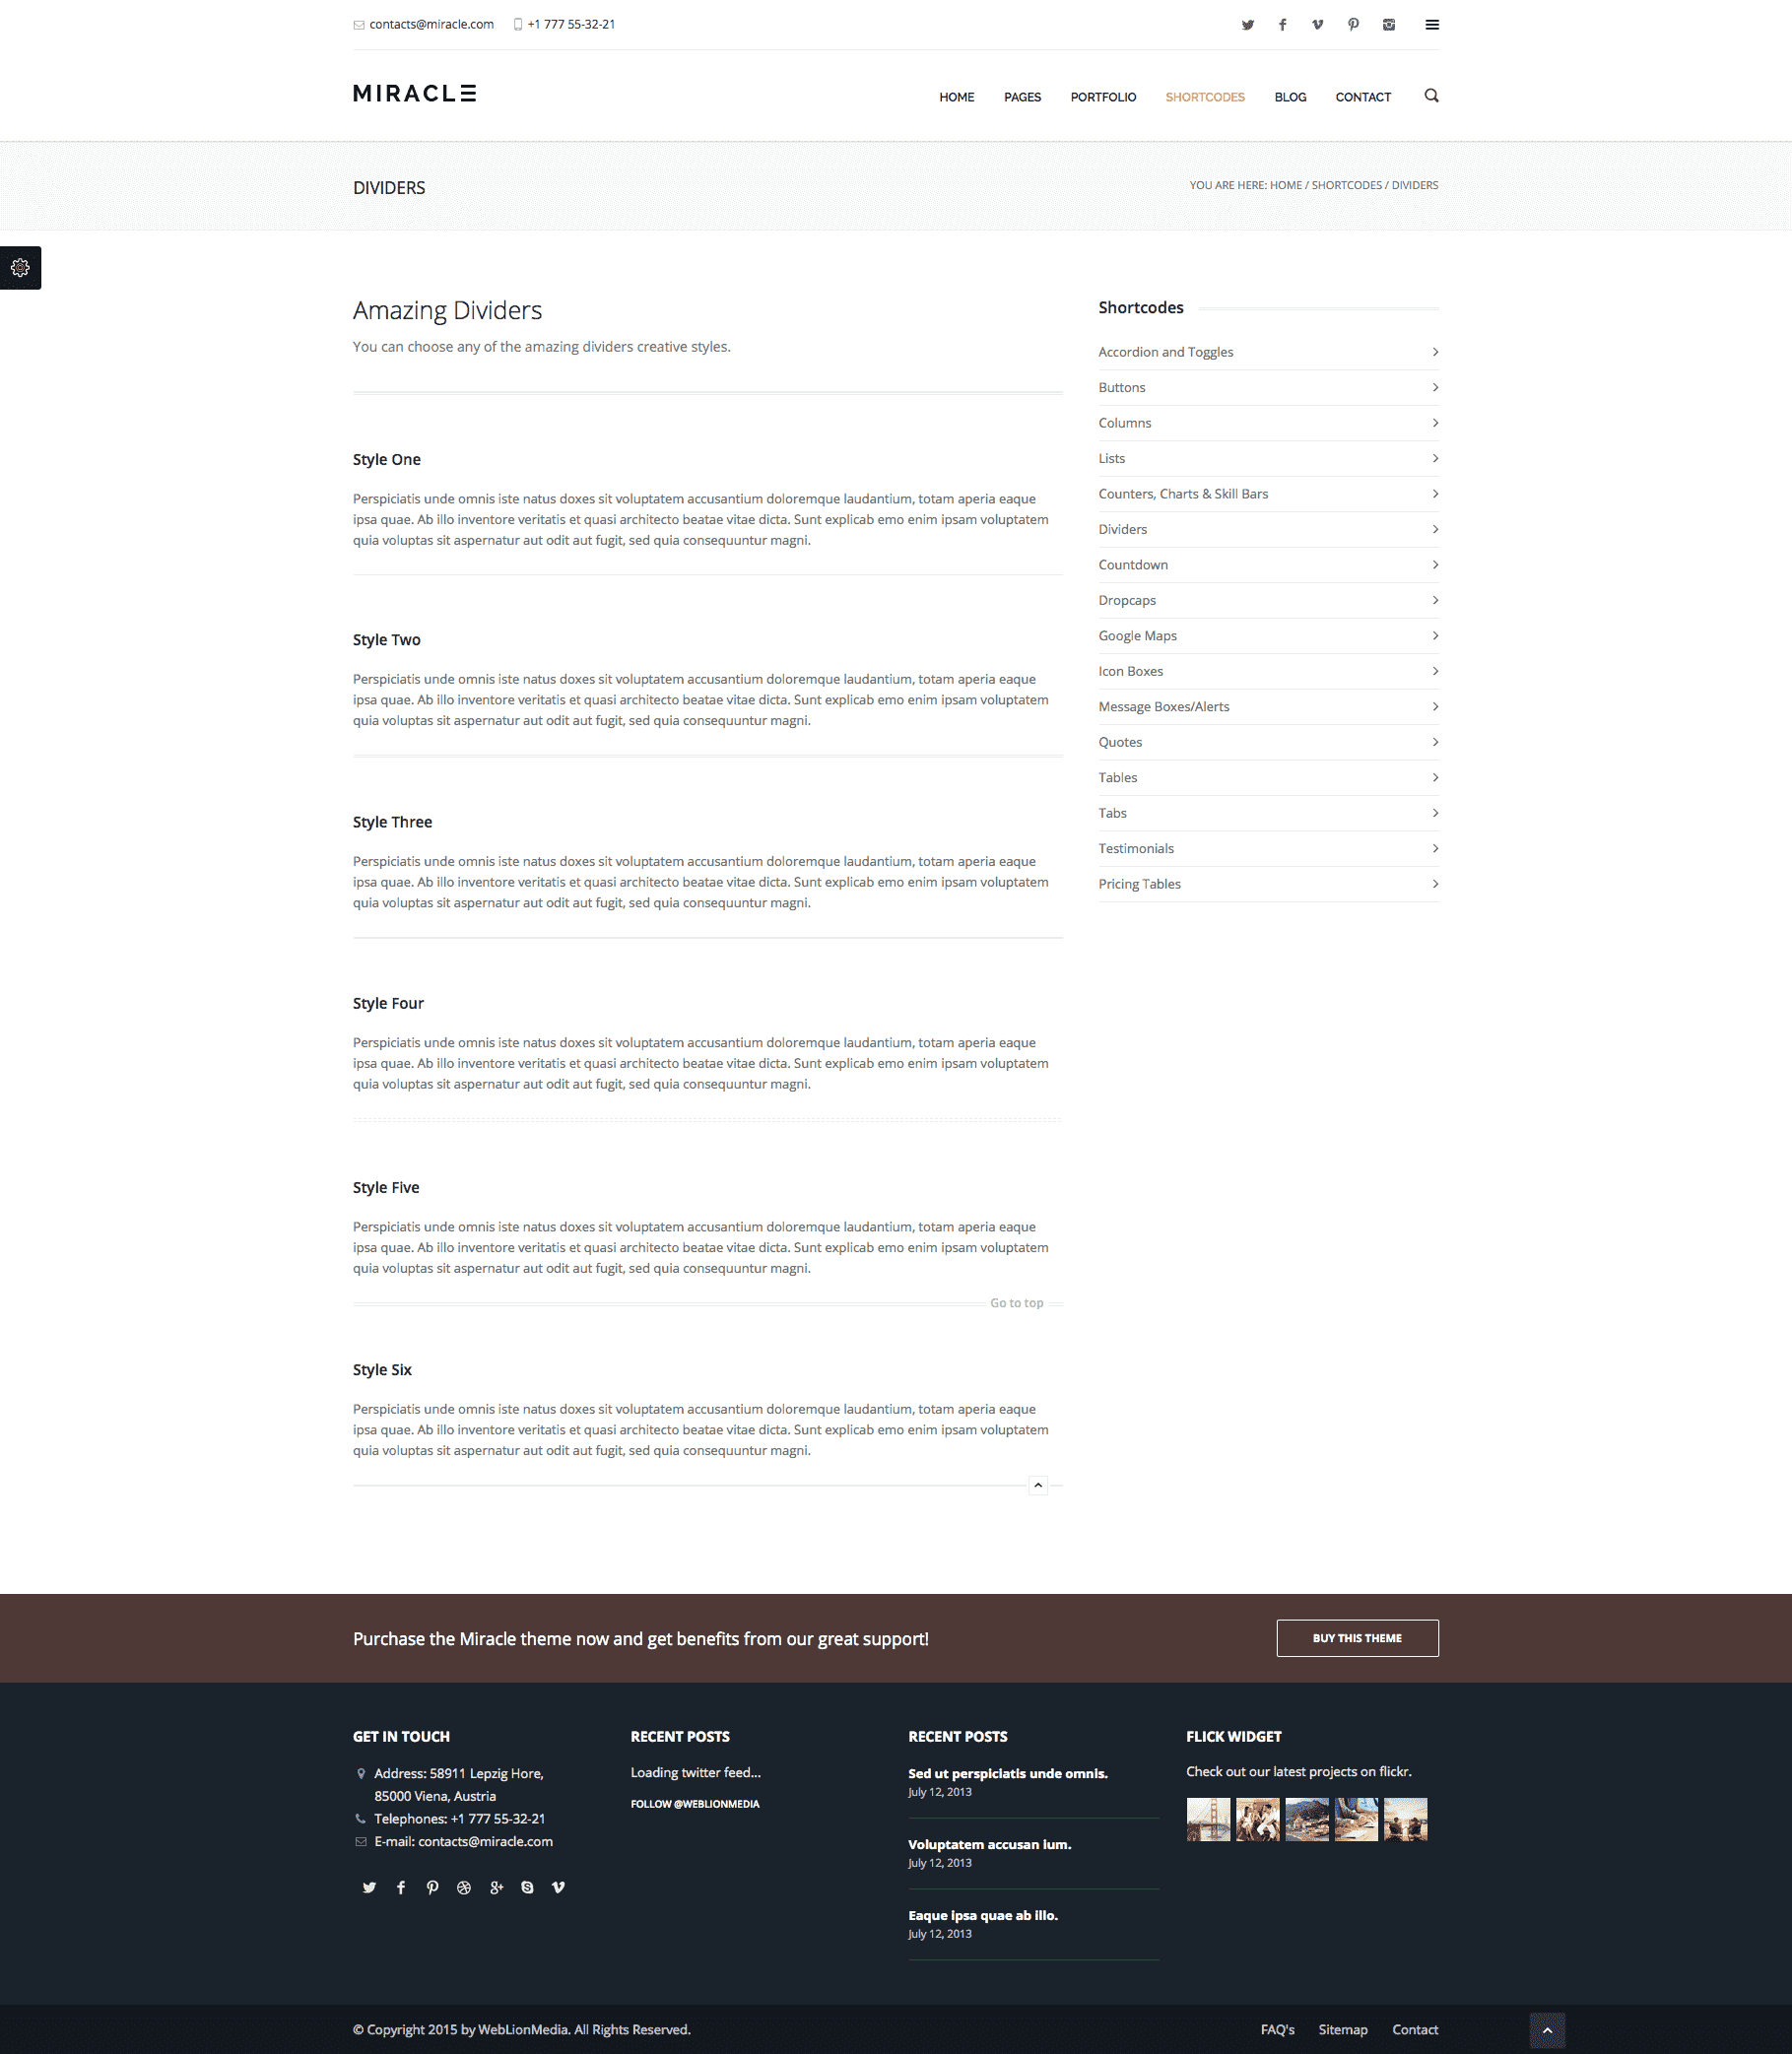 contacts@miracle.com +1 777 55-32-21
MIRACLE
HOME PAGES PORTFOLIO SHORTCODES BLOG CONTACT
DIVIDERS
YOU ARE HERE: HOME / SHORTCODES / DIVIDERS
Amazing Dividers
You can choose any of the amazing dividers creative styles.
Style One
Perspiciatis unde omnis iste natus doxes sit voluptatem accusantium doloremque laudantium, totam aperia eaque
ipsa quae. Ab illo inventore veritatis et quasi architecto beatae vitae dicta. Sunt explicab emo enim ipsam voluptatem
quia voluptas sit aspernatur aut odit aut fugit, sed quia consequuntur magni.
Style Two
Perspiciatis unde omnis iste natus doxes sit voluptatem accusantium doloremque laudantium, totam aperia eaque
ipsa quae. Ab illo inventore veritatis et quasi architecto beatae vitae dicta. Sunt explicab emo enim ipsam voluptatem
quia voluptas sit aspernatur aut odit aut fugit, sed quia consequuntur magni.
Style Three
Perspiciatis unde omnis iste natus doxes sit voluptatem accusantium doloremque laudantium, totam aperia eaque
ipsa quae. Ab illo inventore veritatis et quasi architecto beatae vitae dicta. Sunt explicab emo enim ipsam voluptatem
quia voluptas sit aspernatur aut odit aut fugit, sed quia consequuntur magni.
Style Four
Perspiciatis unde omnis iste natus doxes sit voluptatem accusantium doloremque laudantium, totam aperia eaque
ipsa quae. Ab illo inventore veritatis et quasi architecto beatae vitae dicta. Sunt explicab emo enim ipsam voluptatem
quia voluptas sit aspernatur aut odit aut fugit, sed quia consequuntur magni.
Style Five
Perspiciatis unde omnis iste natus doxes sit voluptatem accusantium doloremque laudantium, totam aperia eaque
ipsa quae. Ab illo inventore veritatis et quasi architecto beatae vitae dicta. Sunt explicab emo enim ipsam voluptatem
quia voluptas sit aspernatur aut odit aut fugit, sed quia consequuntur magni.
Go to top
Style Six
Perspiciatis unde omnis iste natus doxes sit voluptatem accusantium doloremque laudantium, totam aperia eaque
ipsa quae. Ab illo inventore veritatis et quasi architecto beatae vitae dicta. Sunt explicab emo enim ipsam voluptatem
quia voluptas sit aspernatur aut odit aut fugit, sed quia consequuntur magni.
Shortcodes
Accordion and Toggles
Buttons
Columns
Lists
Counters, Charts & Skill Bars
Dividers
Countdown
Dropcaps
Google Maps
Icon Boxes
Message Boxes/Alerts
Quotes
Tables
Tabs
Testimonials
Pricing Tables
Purchase the Miracle theme now and get benefits from our great support!
BUY THIS THEME
GET IN TOUCH
Address: 58911 Lepzig Hore,
85000 Viena, Austria
Telephones: +1 777 55-32-21
E-mail: contacts@miracle.com
RECENT POSTS
Loading twitter feed...
FOLLOW @WEBLIONMEDIA
RECENT POSTS
Sed ut perspiciatis unde omnis.
July 12, 2013
Voluptatem accusan ium.
July 12, 2013
Eaque ipsa quae ab illo.
July 12, 2013
FLICK WIDGET
Check out our latest projects on flickr.
© Copyright 2015 by WebLionMedia. All Rights Reserved.
FAQ's Sitemap Contact